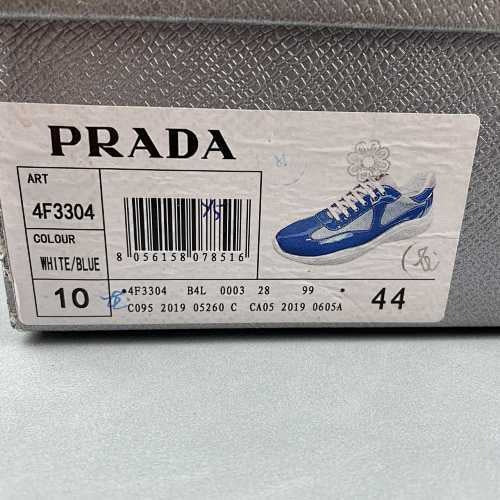 PRADA
ART
4F3304
COLOUR
WHITE/BLUE
8 056158 078516
10
•4F3304 B4L 0003 28 99 •
C095 2019 05260 C CA05 2019 0605A
44